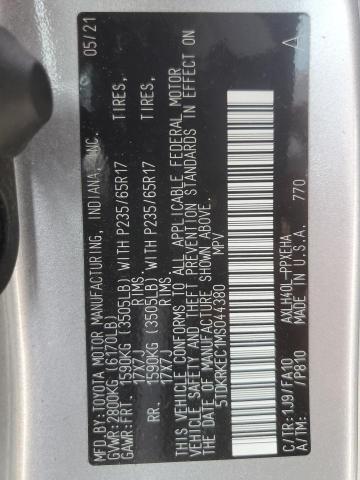 MFD.BY:TOYOTA MOTOR MANUFACTURING, INDIANA, INC. 05/21
GVWR:2800KG (6170LB)
GAWR:FRT. 1590KG (3505LB) WITH P235/65R17 TIRES,
17X7J RIMS
RR. 1590KG (3505LB) WITH P235/65R17 TIRES,
17X7J RIMS
THIS VEHICLE CONFORMS TO ALL APPLICABLE FEDERAL MOTOR
VEHICLE SAFETY AND THEFT PREVENTION STANDARDS IN EFFECT
ON THE DATE OF MANUFACTURE SHOWN ABOVE.
5TDKRKEC1MS044380 MPV
C/TR:1J9/FA10 AXLH40L-PPXEHA
A/TM: /P810 MADE IN U.S.A. 770